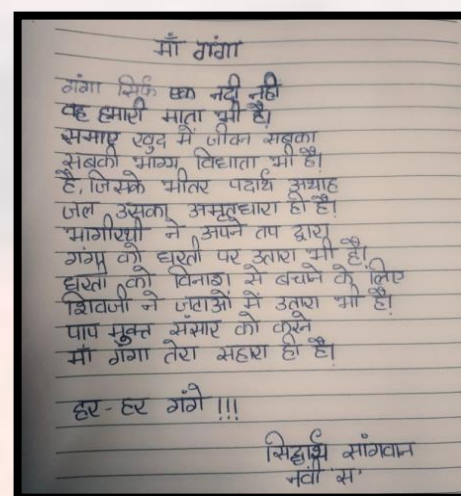 माँ गंगा
गंगा सिर्फ एक नदी नही
वह हमारी माता भी है।
समाए खुद में जीवन सबका
सबकी भाग्य विधाता भी है।
है, जिसके भीतर पदार्थ अथाह
जल उसका अमृतधारा ही है।
भागीरथी ने अपने तप द्वारा
गंगा को धरती पर उतारा भी है।
धरती को विनाश से बचाने के लिए
शिवजी ने जटाओं में उतारा भी है।
पाप मुक्त संसार को करने
माँ गंगा तेरा सहारा ही है।
हर - हर गंगे !!!
सिद्धार्थ सांगवान
नवीं 'स'